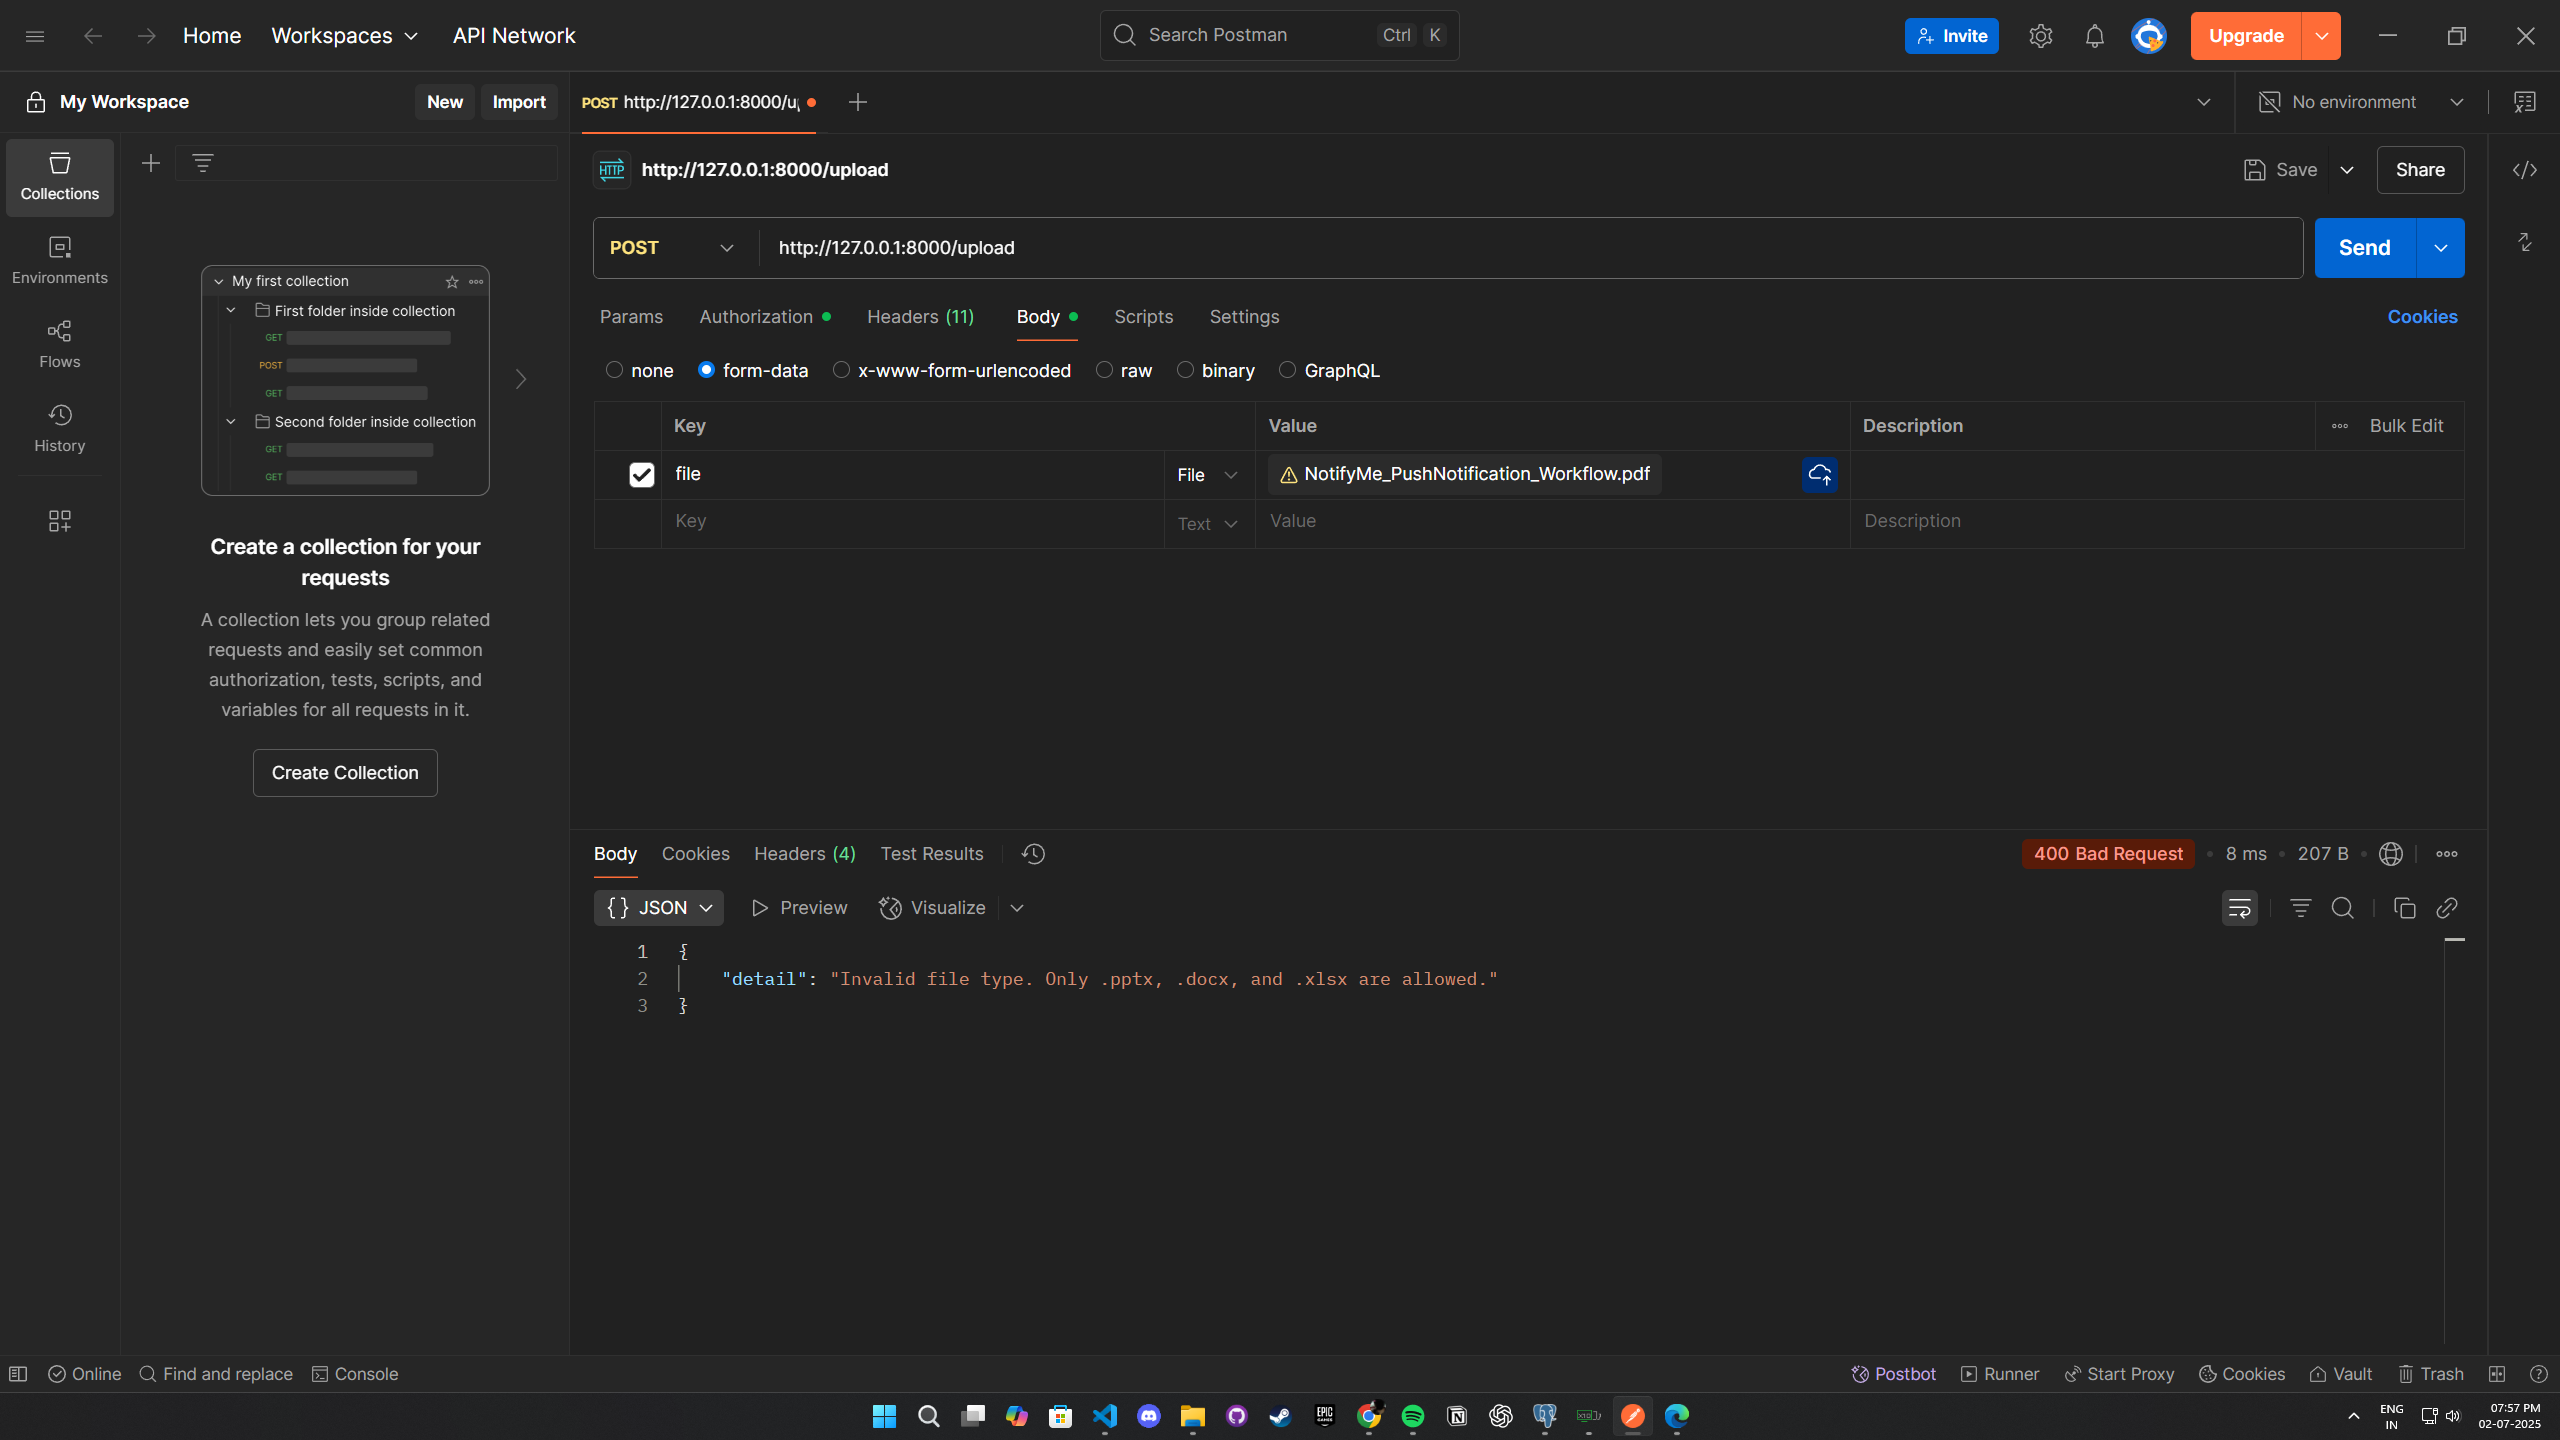 Home
Workspaces
API Network
Search Postman
Ctrl
K
Invite
Upgrade
My Workspace
New
Import
POST http://127.0.0.1:8000/u
No environment
Collections
Environments
Flows
History
My first collection
First folder inside collection
GET
POST
GET
Second folder inside collection
GET
GET
Create a collection for your
requests
A collection lets you group related
requests and easily set common
authorization, tests, scripts, and
variables for all requests in it.
Create Collection
HTTP
http://127.0.0.1:8000/upload
Save
Share
POST
http://127.0.0.1:8000/upload
Send
Params
Authorization
Headers (11)
Body
Scripts
Settings
Cookies
none
form-data
x-www-form-urlencoded
raw
binary
GraphQL
Key
Value
Description
Bulk Edit
file
File
NotifyMe_PushNotification_Workflow.pdf
Key
Text
Value
Description
Body
Cookies
Headers (4)
Test Results
400 Bad Request
8 ms
207 B
{} JSON
Preview
Visualize
1 {
2 "detail": "Invalid file type. Only .pptx, .docx, and .xlsx are allowed."
3 }
Online
Find and replace
Console
Postbot
Runner
Start Proxy
Cookies
Vault
Trash
EPIC
GAMES
ENG
IN
07:57 PM
02-07-2025